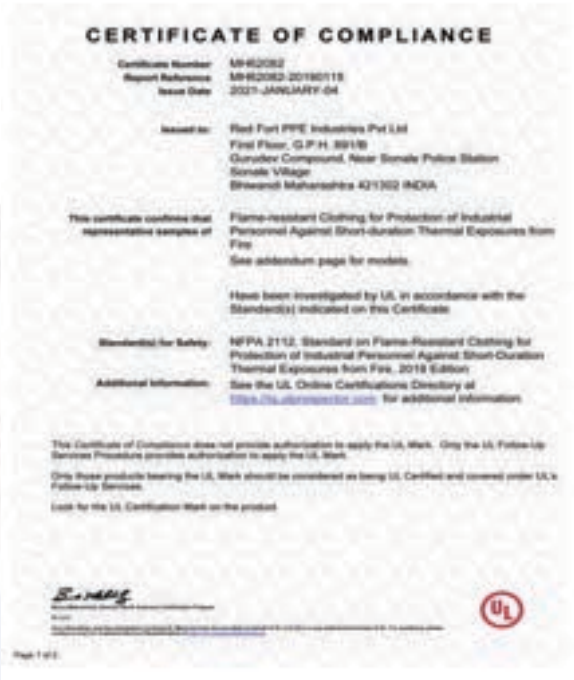 CERTIFICATE OF COMPLIANCE
Certificate Number MH62082
Report Reference MH62082-20190118
Issue Date 2021-JANUARY-04
Issued to: Red Fort PPE Industries Pvt Ltd
First Floor, G.P.H. 891/B
Gurudev Compound, Near Sonale Police Station
Sonale Village
Bhiwandi Maharashtra 421302 INDIA
This certificate confirms that Flame-resistant Clothing for Protection of Industrial
representative samples of Personnel Against Short-duration Thermal Exposures from
Fire
See addendum page for models.
Have been investigated by UL in accordance with the
Standard(s) indicated on this Certificate.
Standard(s) for Safety: NFPA 2112, Standard on Flame-Resistant Clothing for
Protection of Industrial Personnel Against Short-Duration
Thermal Exposures from Fire, 2018 Edition
Additional Information: See the UL Online Certifications Directory at
https://iq.ulprospector.com for additional information
This Certificate of Compliance does not provide authorization to apply the UL Mark. Only the UL Follow-Up
Services Procedure provides authorization to apply the UL Mark.
Only those products bearing the UL Mark should be considered as being UL Certified and covered under UL's
Follow-Up Services.
Look for the UL Certification Mark on the product.
UL
Page 1 of 2